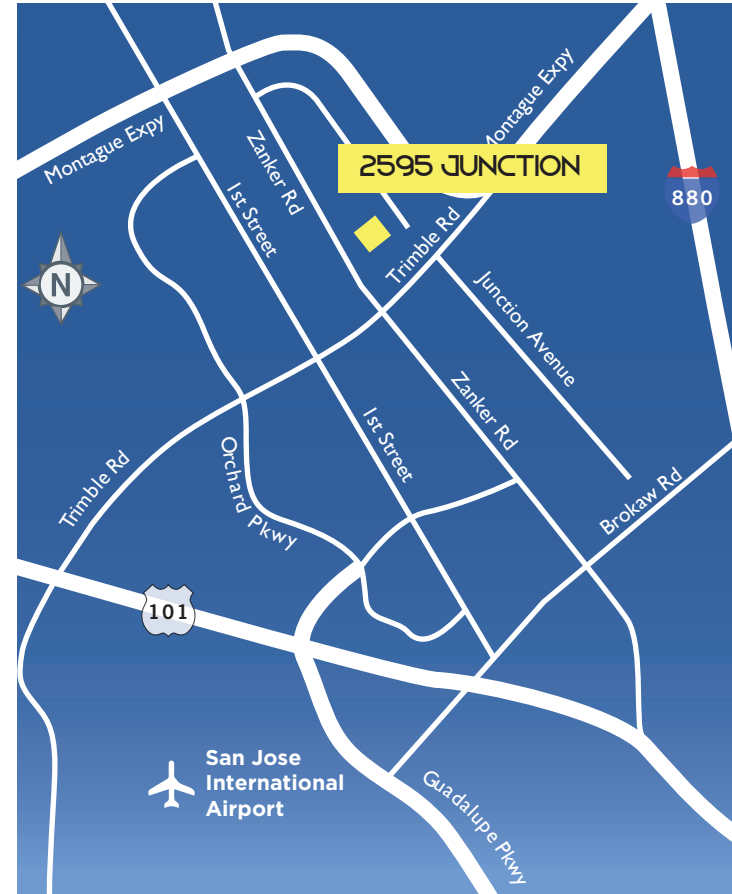 Montague Expy
Zanker Rd
1st Street
Montague Expy
2595 JUNCTION
880
N
Trimble Rd
Junction Avenue
Zanker Rd
1st Street
Trimble Rd
Orchard Pkwy
Brokaw Rd
101
San Jose
International
Airport
Guadalupe Pkwy